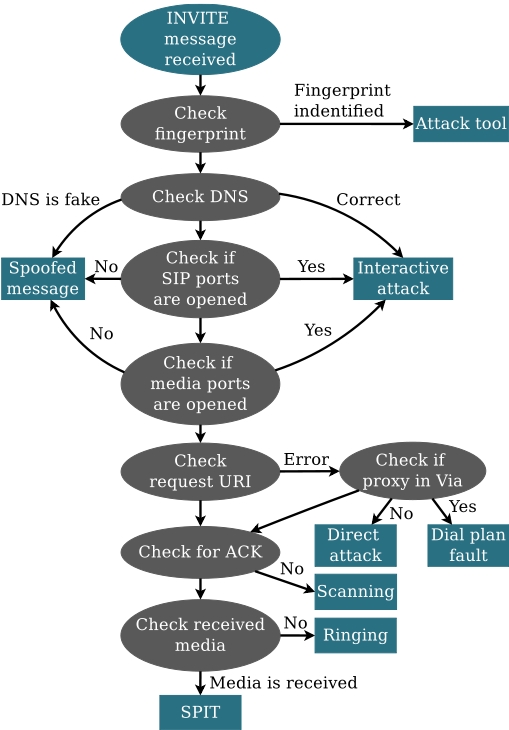 INVITE
message
received
Check
fingerprint
Fingerprint
indentified
Attack tool
Check DNS
DNS is fake
Correct
Spoofed
message
No
Check if
SIP ports
are opened
Yes
Interactive
attack
No
Check if
media ports
are opened
Yes
Check
request URI
Error
Check if
proxy in Via
No
Yes
Direct
attack
Dial plan
fault
Check for ACK
No
Scanning
Check received
media
No
Ringing
Media is received
SPIT